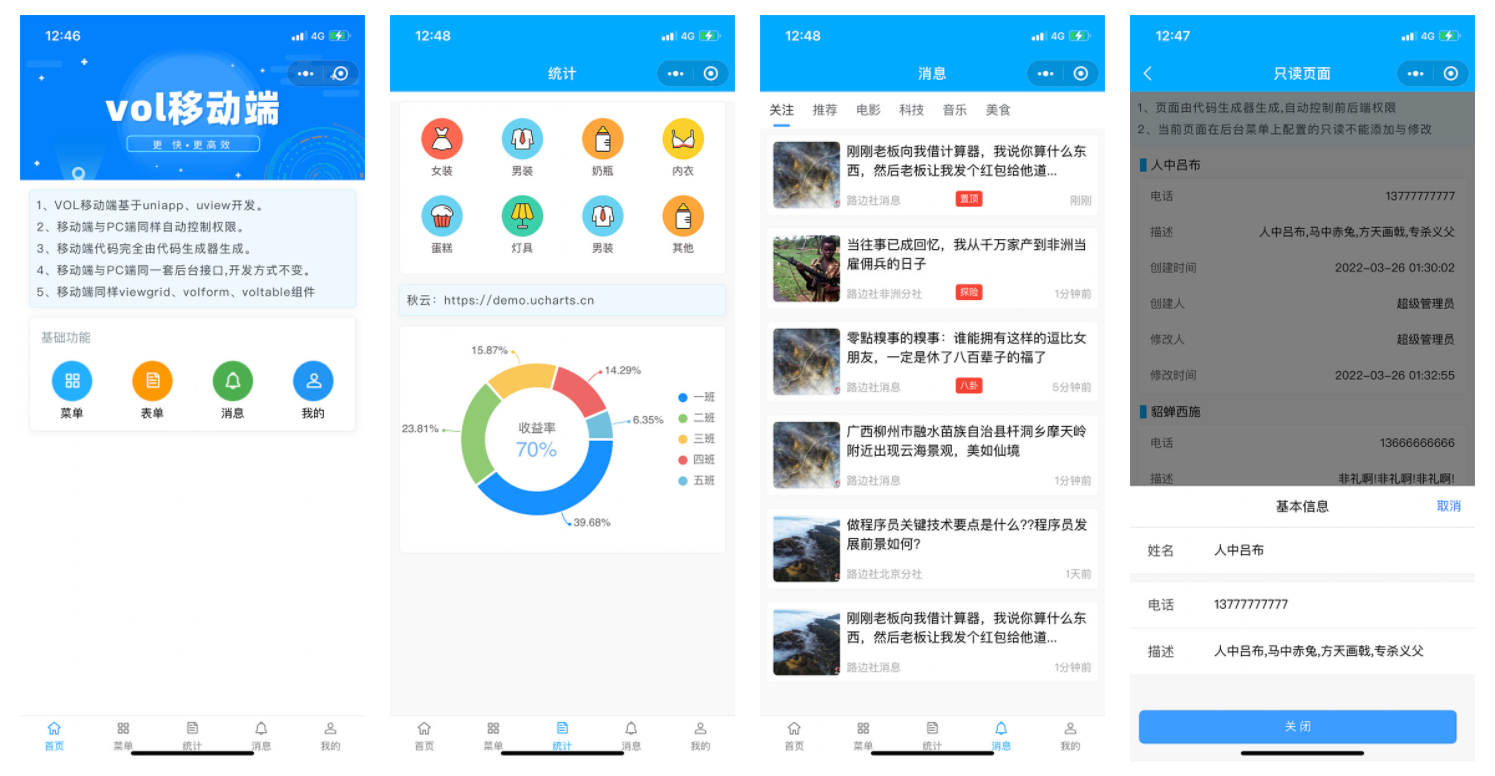 12:46
4G
vol移动端
更 快•更高效
1、VOL移动端基于uniapp、uview开发。
2、移动端与PC端同样自动控制权限。
3、移动端代码完全由代码生成器生成。
4、移动端与PC端同一套后台接口,开发方式不变。
5、移动端同样viewgrid、volform、voltable组件
基础功能
菜单
表单
消息
我的
首页
菜单
统计
消息
我的
12:48
4G
统计
女装
男装
奶瓶
内衣
蛋糕
灯具
男装
其他
秋云：https://demo.ucharts.cn
15.87%
14.29%
6.35%
23.81%
39.68%
收益率
70%
一班
二班
三班
四班
五班
首页
菜单
统计
消息
我的
12:48
4G
消息
关注 推荐 电影 科技 音乐 美食
刚刚老板向我借计算器，我说你算什么东
西，然后老板让我发个红包给他道...
路边社消息 置顶 刚刚
当往事已成回忆，我从千万家产到非洲当
雇佣兵的日子
路边社非洲分社 探险 1分钟前
零點糗事的糗事：谁能拥有这样的逗比女
朋友，一定是休了八百辈子的福了
路边社消息 八卦 5分钟前
广西柳州市融水苗族自治县杆洞乡摩天岭
附近出现云海景观，美如仙境
路边社消息 1分钟前
做程序员关键技术要点是什么??程序员发
展前景如何?
路边社北京分社 1天前
刚刚老板向我借计算器，我说你算什么东
西，然后老板让我发个红包给他道...
路边社消息 1分钟前
首页
菜单
统计
消息
我的
12:47
4G
只读页面
1、页面由代码生成器生成,自动控制前后端权限
2、当前页面在后台菜单上配置的只读不能添加与修改
人中吕布
电话 13777777777
描述 人中吕布,马中赤兔,方天画戟,专杀义父
创建时间 2022-03-26 01:30:02
创建人 超级管理员
修改人 超级管理员
修改时间 2022-03-26 01:32:55
貂蝉西施
电话 13666666666
描述 非礼啊!非礼啊!非礼啊!
基本信息 取消
姓名 人中吕布
电话 13777777777
描述 人中吕布,马中赤兔,方天画戟,专杀义父
关 闭